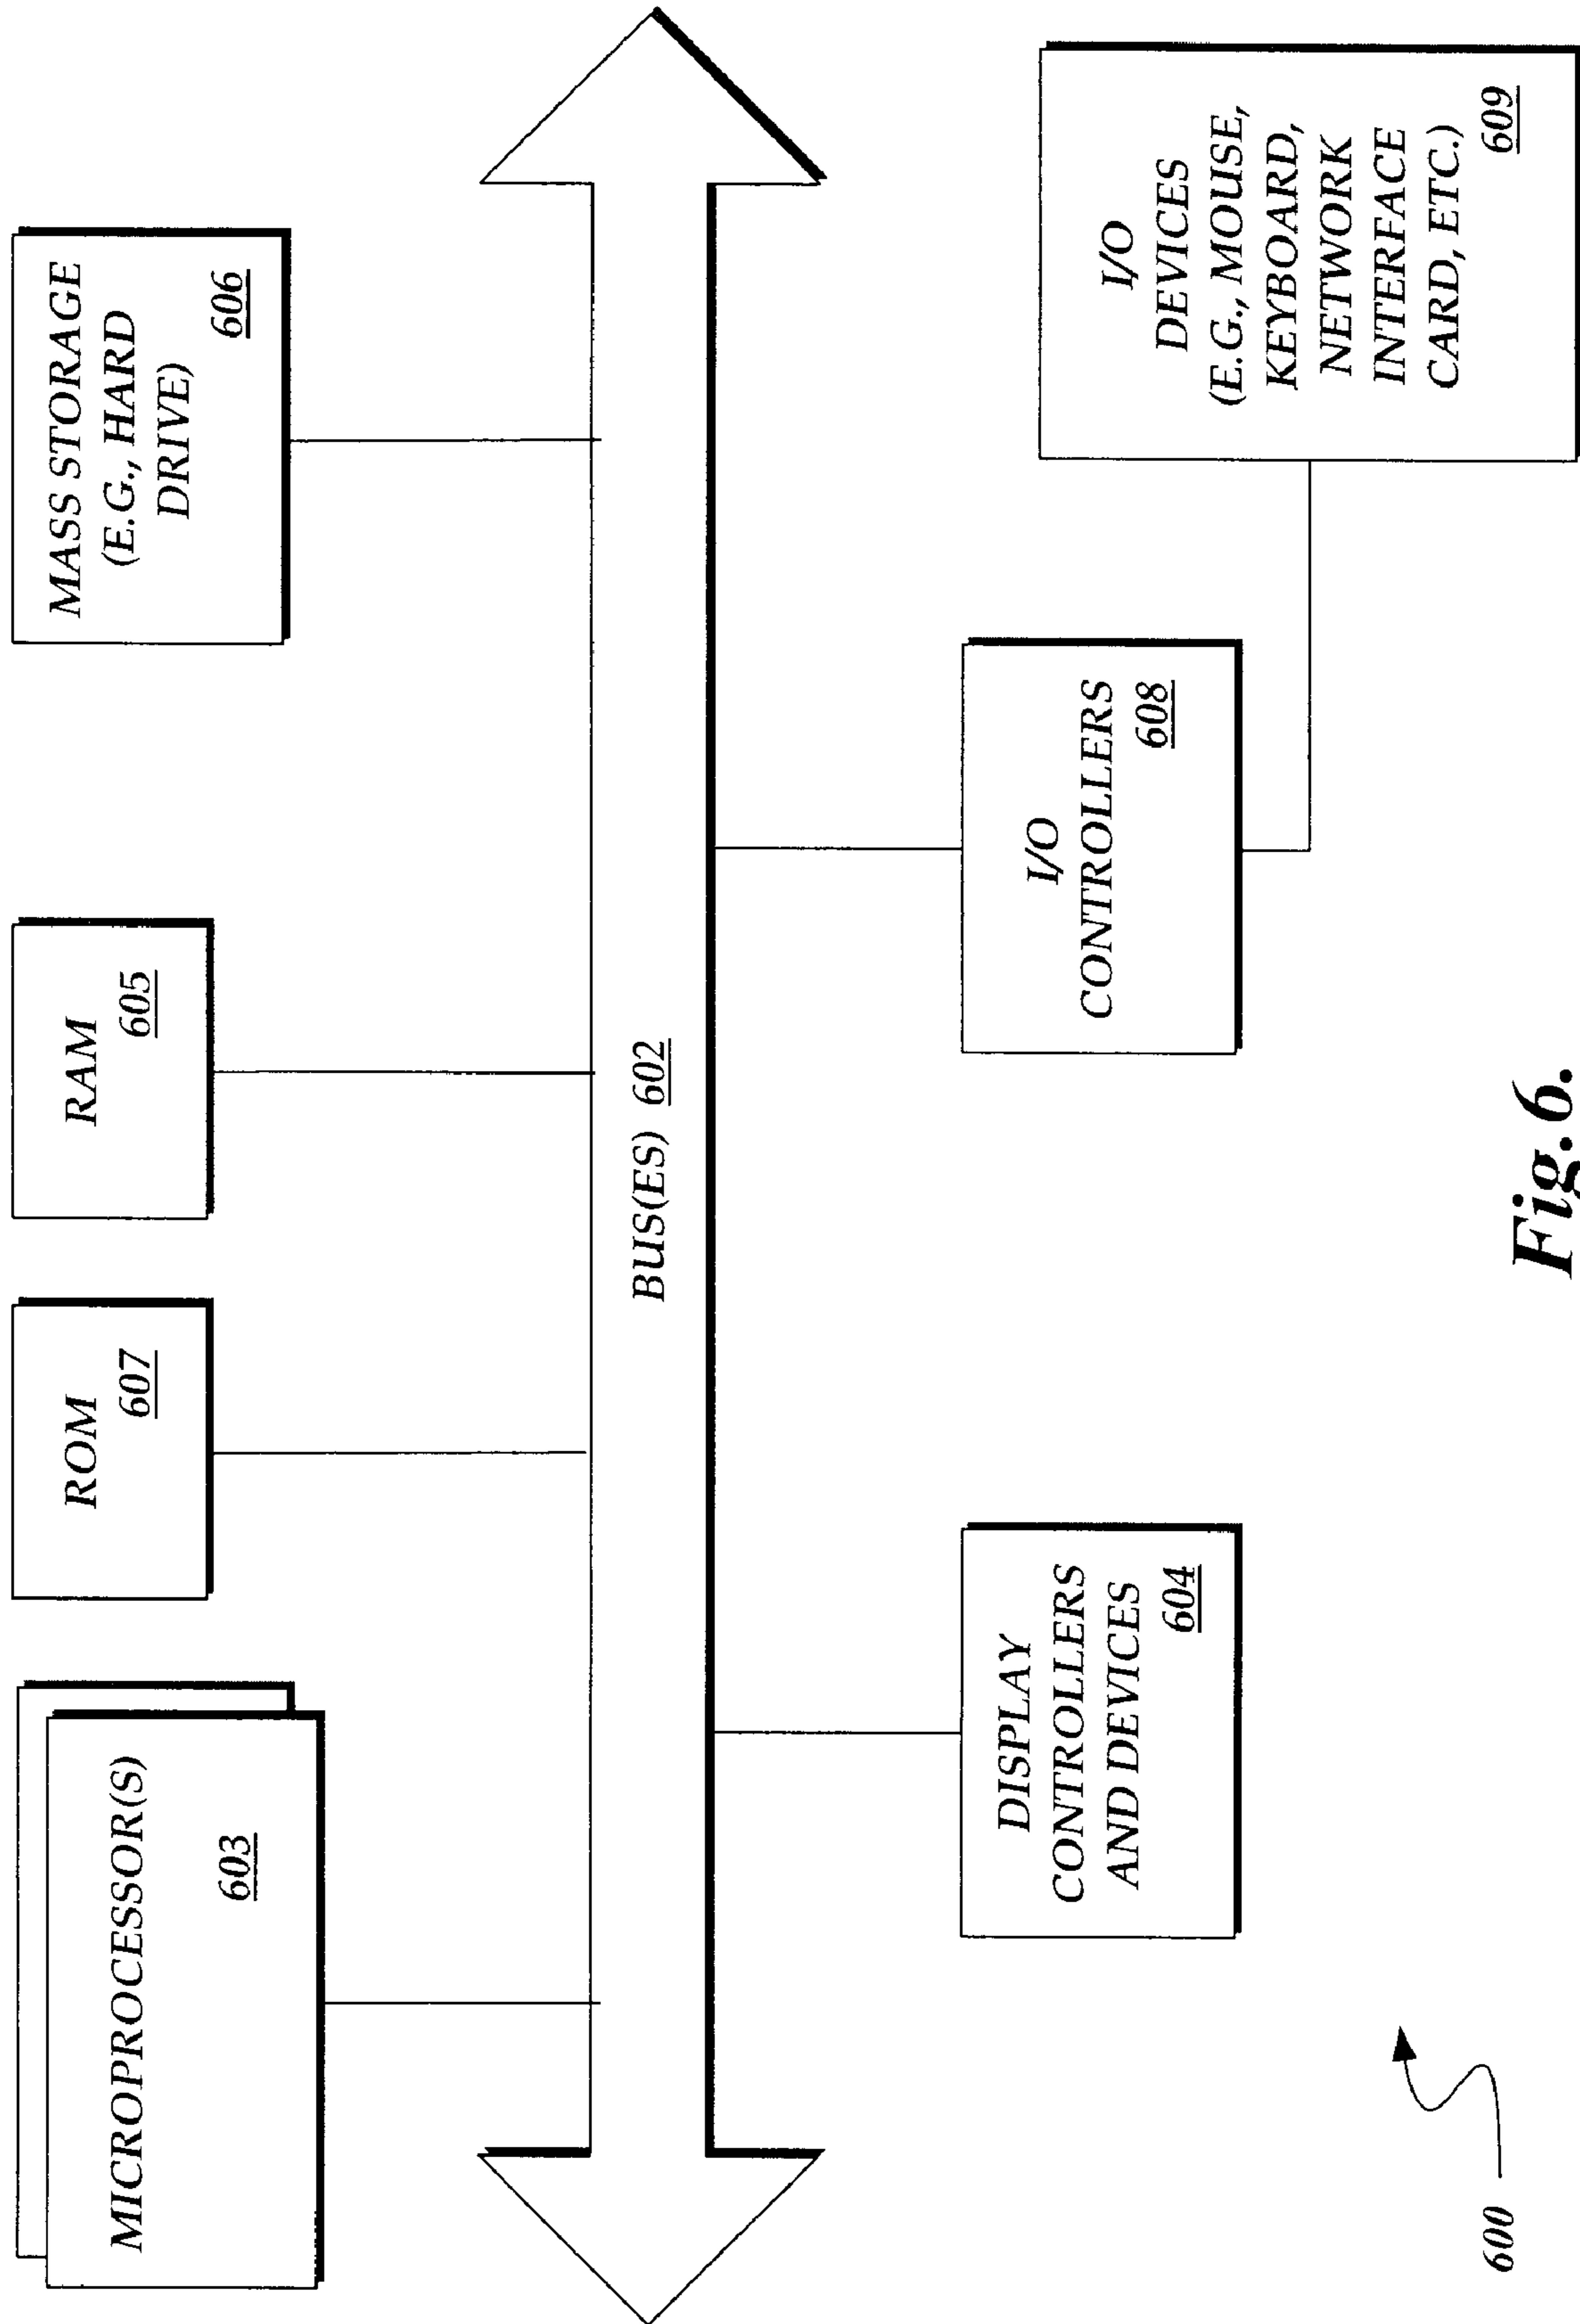 MICROPROCESSOR(S)
603
ROM
607
RAM
605
MASS STORAGE
(E.G., HARD
DRIVE)
606
BUS(ES) 602
DISPLAY
CONTROLLERS
AND DEVICES
604
I/O
CONTROLLERS
608
I/O
DEVICES
(E.G., MOUSE,
KEYBOARD,
NETWORK
INTERFACE
CARD, ETC.)
609
600
Fig.6.